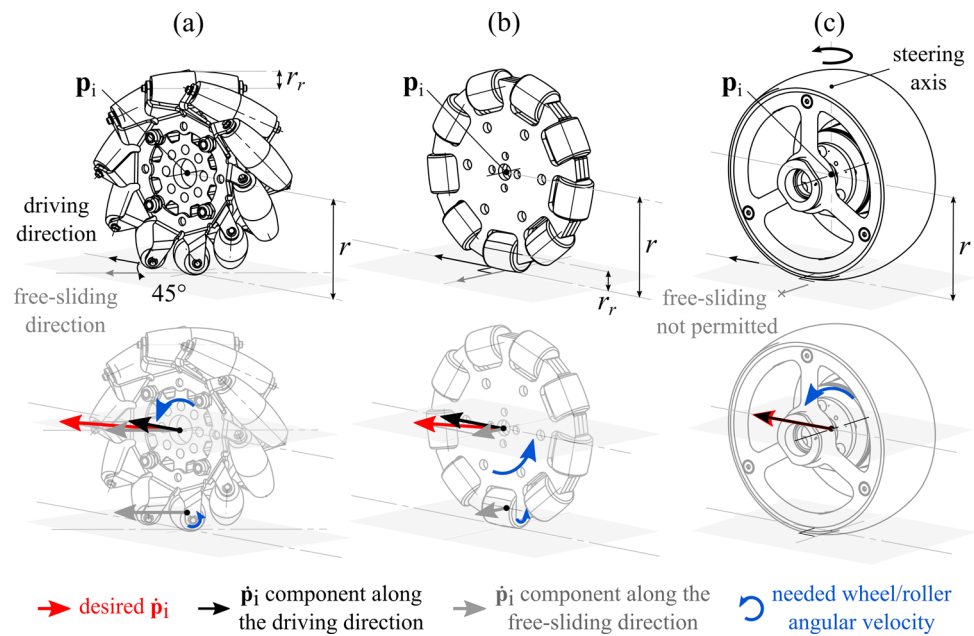 (a)
(b)
(c)
p_i
r_r
p_i
p_i
steering
axis
driving
direction
r
45°
free-sliding
direction
r
r_r
r
free-sliding
not permitted
desired ṗ_i
ṗ_i component along
the driving direction
ṗ_i component along the
free-sliding direction
needed wheel/roller
angular velocity